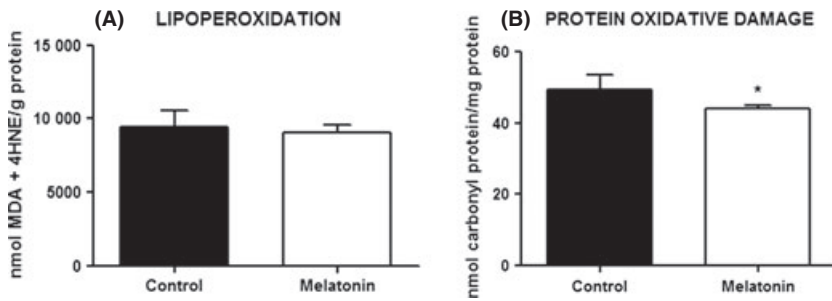 (A) LIPOPEROXIDATION
nmol MDA + 4HNE/g protein
15 000
10 000
5000
0
Control Melatonin
(B) PROTEIN OXIDATIVE DAMAGE
nmol carbonyl protein/mg protein
60
40
20
0
*
Control Melatonin